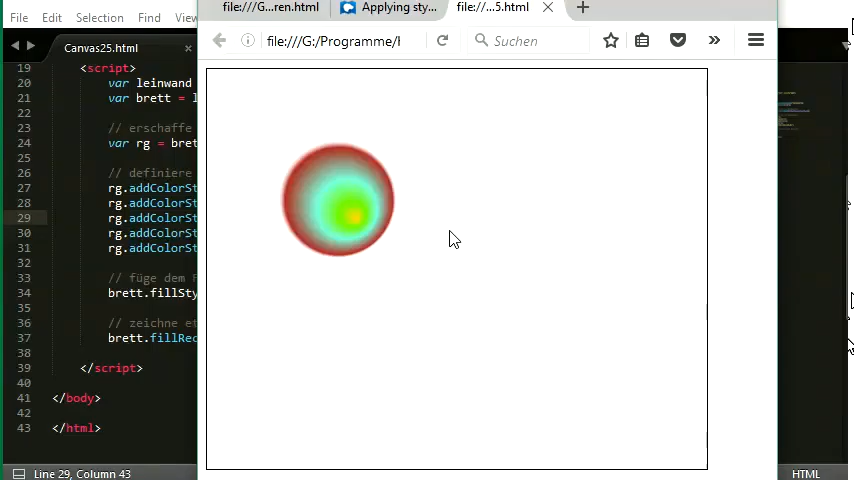 File Edit Selection Find View
Canvas25.html ×
19 <script>
20 var leinwand
21 var brett = l
22
23 // erschaffe
24 var rg = bret
25
26 // definiere
27 rg.addColorSt
28 rg.addColorSt
29 rg.addColorSt
30 rg.addColorSt
31 rg.addColorSt
32
33 // füge dem F
34 brett.fillSty
35
36 // zeichne et
37 brett.fillRec
38
39 </script>
40
41 </body>
42
43 </html>
Line 29, Column 43
HTML
file:///G...ren.html
Applying sty...
file://...5.html
file:///G:/Programme/
Suchen